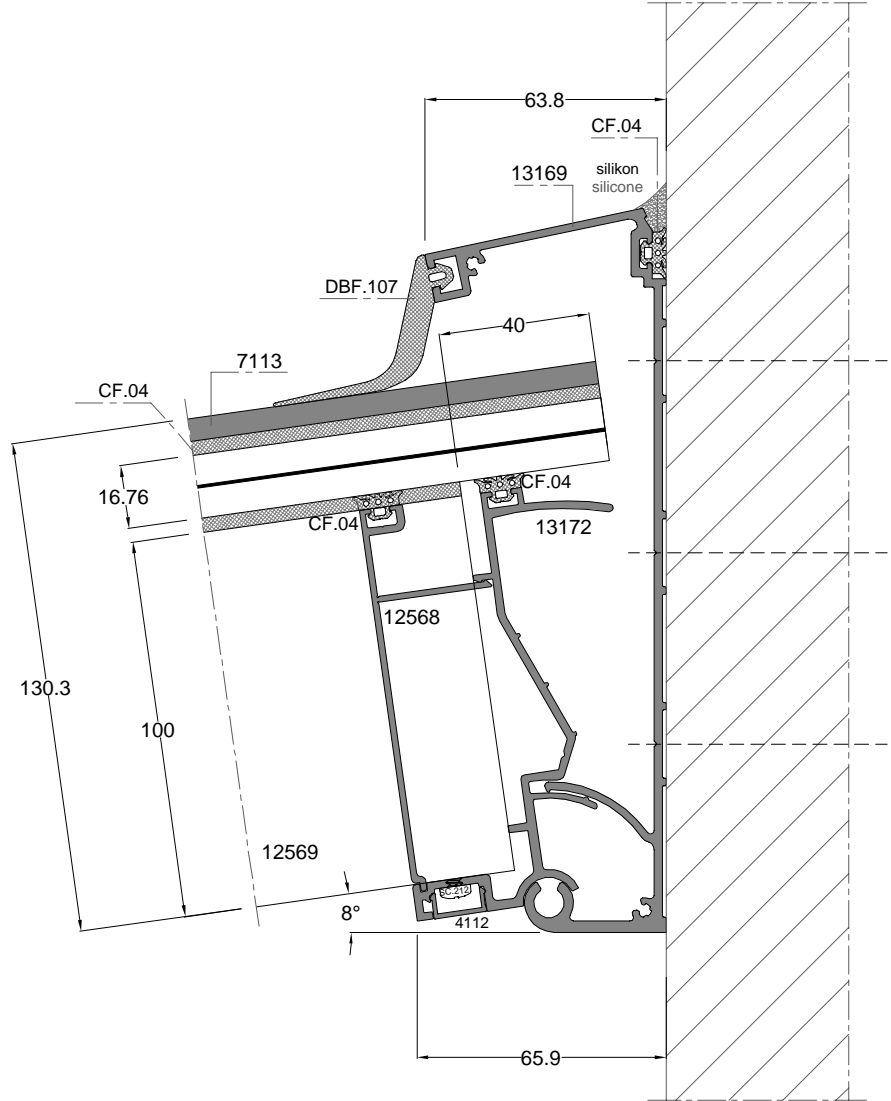 63.8
CF.04
silikon
silicone
13169
DBF.107
40
7113
CF.04
16.76
CF.04
CF.04
13172
12568
130.3
100
12569
SC.212
8°
4112
65.9